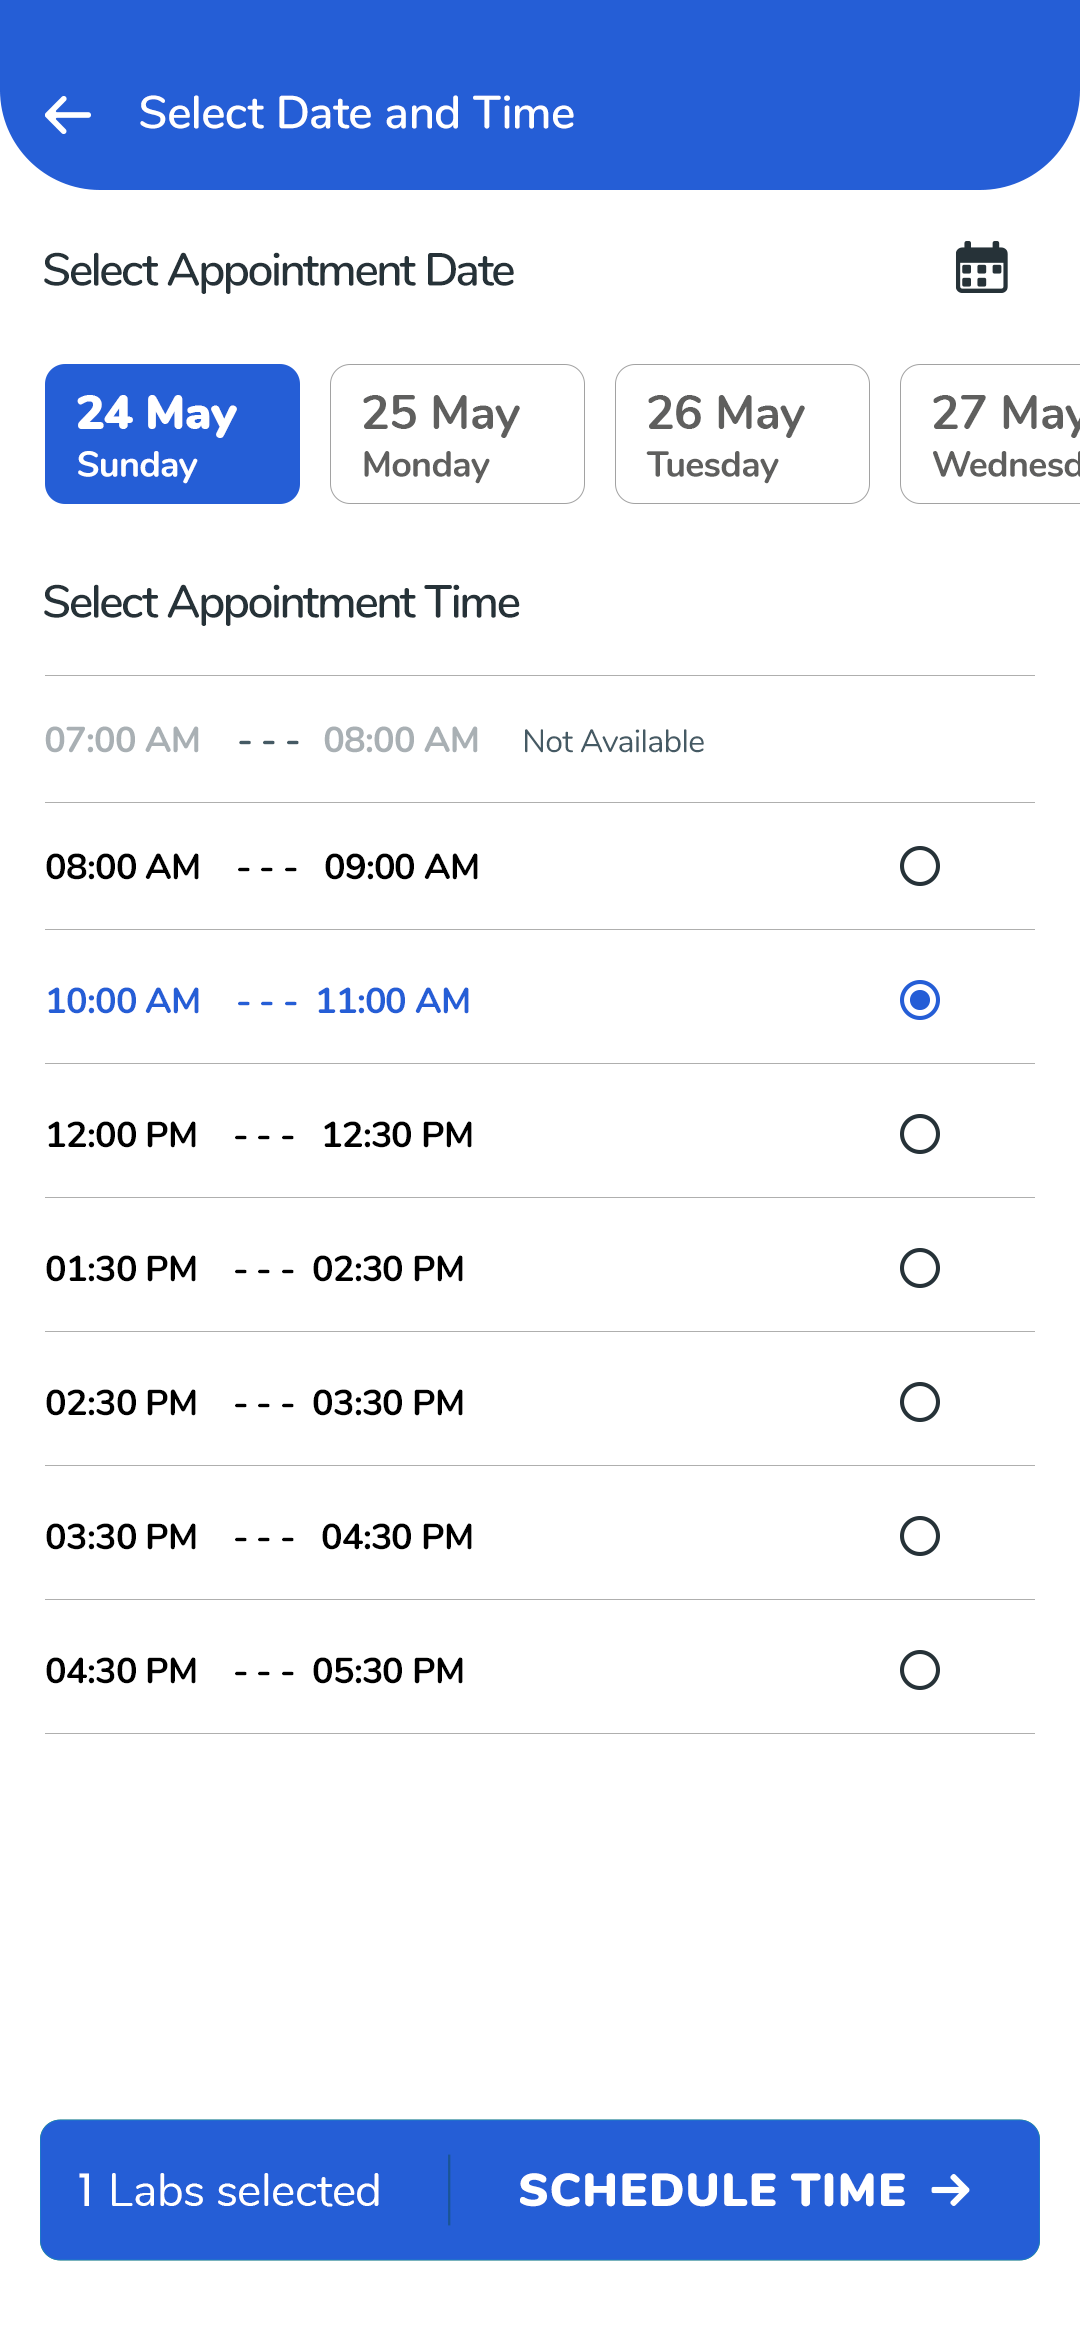 Select Date and Time
Select Appointment Date
24 May 25 May 26 May 27 May
Sunday Monday Tuesday Wednesd
Select Appointment Time
07:00 AM - - - 08:00 AM Not Available
08:00 AM - - - 09:00 AM
10:00 AM - - - 11:00 AM
12:00 PM - - - 12:30 PM
01:30 PM - - - 02:30 PM
02:30 PM - - - 03:30 PM
03:30 PM - - - 04:30 PM
04:30 PM - - - 05:30 PM
1 Labs selected SCHEDULE TIME →